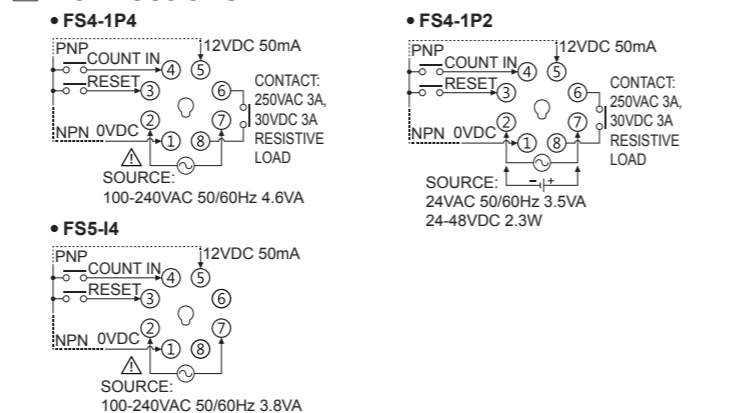 • FS4-1P4
PNP
12VDC 50mA
COUNT IN
④ ⑤
RESET
③ ⑥
CONTACT:
250VAC 3A,
30VDC 3A
RESISTIVE
LOAD
② ⑦
NPN 0VDC
① ⑧
SOURCE:
100-240VAC 50/60Hz 4.6VA
• FS4-1P2
PNP
12VDC 50mA
COUNT IN
④ ⑤
RESET
③ ⑥
CONTACT:
250VAC 3A,
30VDC 3A
RESISTIVE
LOAD
② ⑦
NPN 0VDC
① ⑧
SOURCE:
− +
24VAC 50/60Hz 3.5VA
24-48VDC 2.3W
• FS5-I4
PNP
12VDC 50mA
COUNT IN
④ ⑤
RESET
③ ⑥
② ⑦
NPN 0VDC
① ⑧
SOURCE:
100-240VAC 50/60Hz 3.8VA